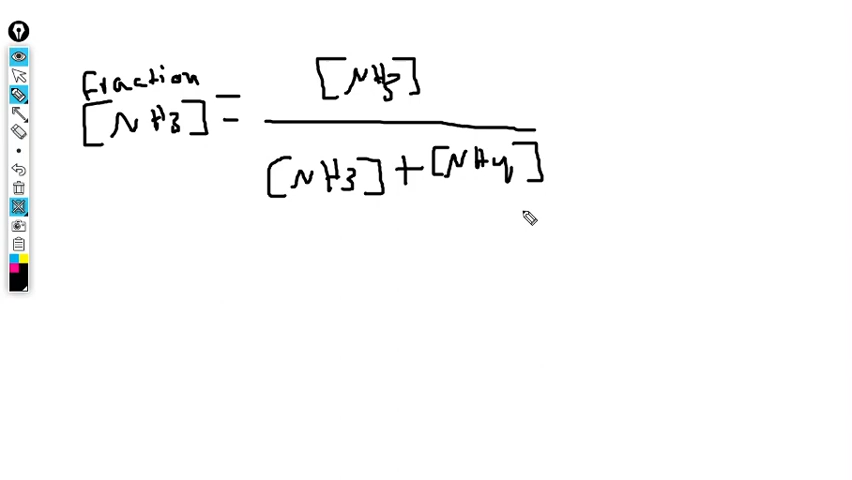 Fraction
[NH3] = [NH3]
[NH3] + [NH4]